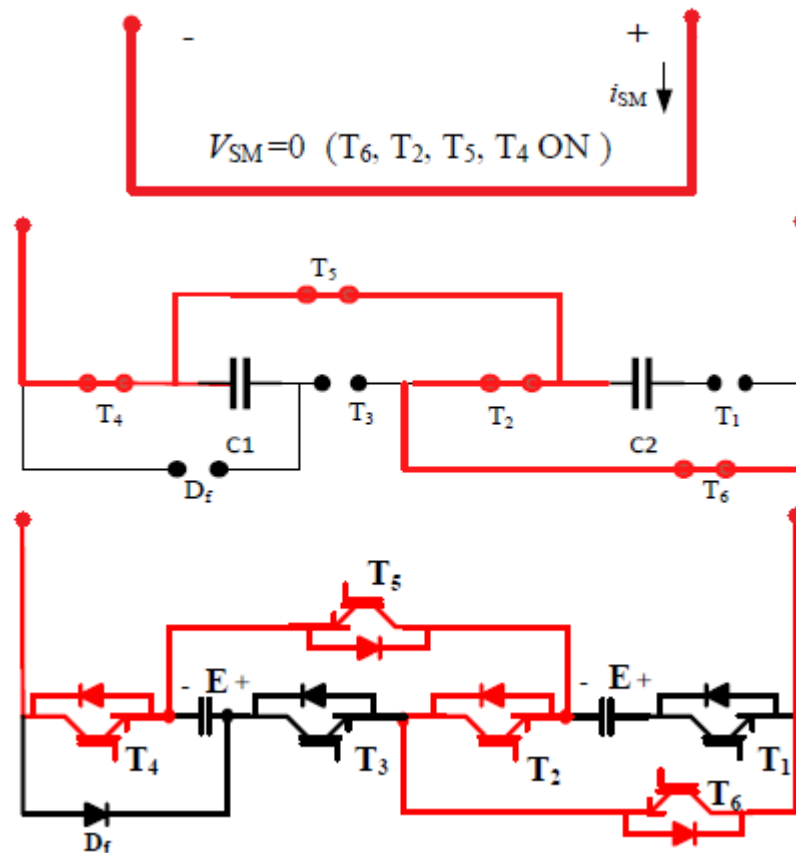 - +
iSM
VSM=0 (T6, T2, T5, T4 ON )
T5
T4 C1 T3 T2 C2 T1
Df T6
T5
- E + - E +
T4 T3 T2 T1
T6
Df